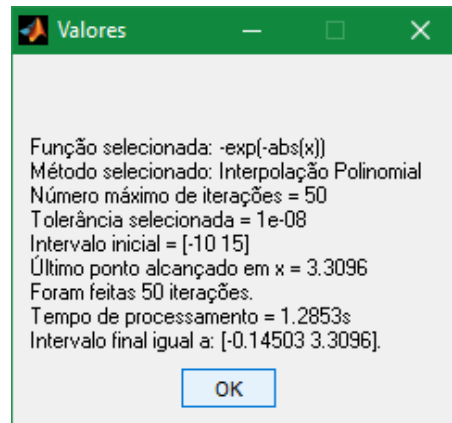 Valores
Função selecionada: -exp(-abs(x))
Método selecionado: Interpolação Polinomial
Número máximo de iterações = 50
Tolerância selecionada = 1e-08
Intervalo inicial = [-10 15]
Último ponto alcançado em x = 3.3096
Foram feitas 50 iterações.
Tempo de processamento = 1.2853s
Intervalo final igual a: [-0.14503 3.3096].
OK